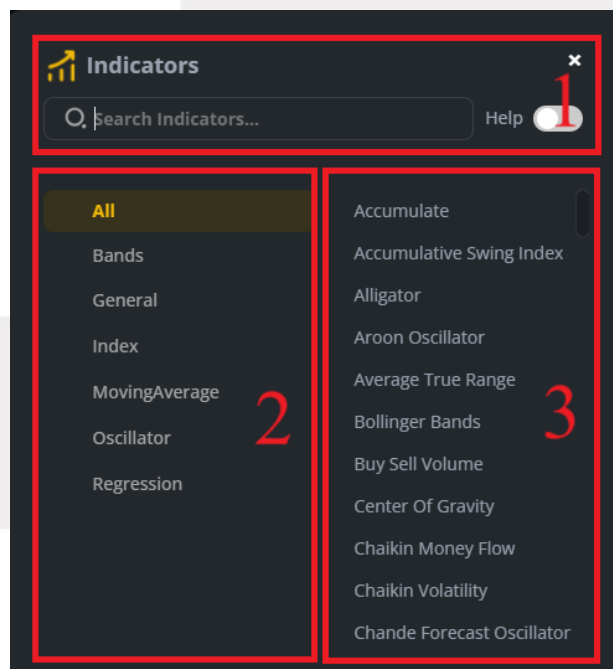 Indicators
×
1
Search Indicators...
Help
All
Bands
General
Index
MovingAverage
Oscillator
Regression
2
Accumulate
Accumulative Swing Index
Alligator
Aroon Oscillator
Average True Range
Bollinger Bands
Buy Sell Volume
Center Of Gravity
Chaikin Money Flow
Chaikin Volatility
Chande Forecast Oscillator
3